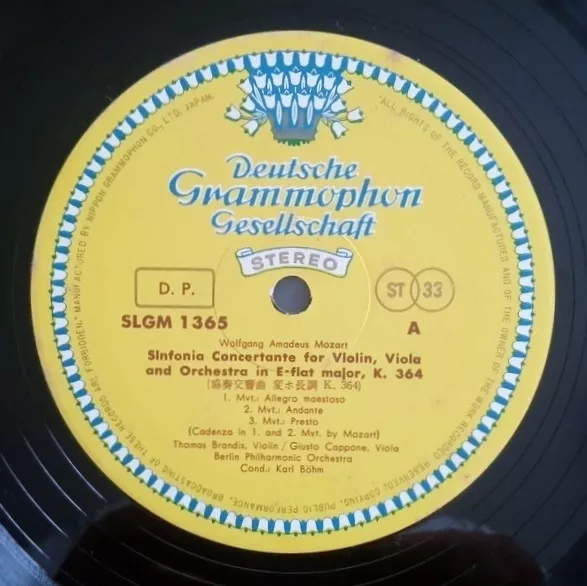 Deutsche
Grammophon
Gesellschaft
STEREO
D. P.
ST 33
SLGM 1365
A
Wolfgang Amadeus Mozart
Sinfonia Concertante for Violin, Viola
and Orchestra in E-flat major, K. 364
(協奏交響曲 変ホ長調 K. 364)
1. Mvt.: Allegro maestoso
2. Mvt.: Andante
3. Mvt.: Presto
(Cadenza in 1. and 2. Mvt. by Mozart)
Thomas Brandis, Violin / Giusto Cappone, Viola
Berlin Philharmonic Orchestra
Cond.: Karl Böhm
"ALL RIGHTS OF THE MANUFACTURES AND OF THE OWNER OF THE WORK RECORDED RESERVED; COPYING, PUBLIC PERFORMANCE, BROADCASTING OF THESE RECORDS ARE FORBIDDEN." MANUFACTURED BY NIPPON GRAMMOPHON CO., LTD. JAPAN.